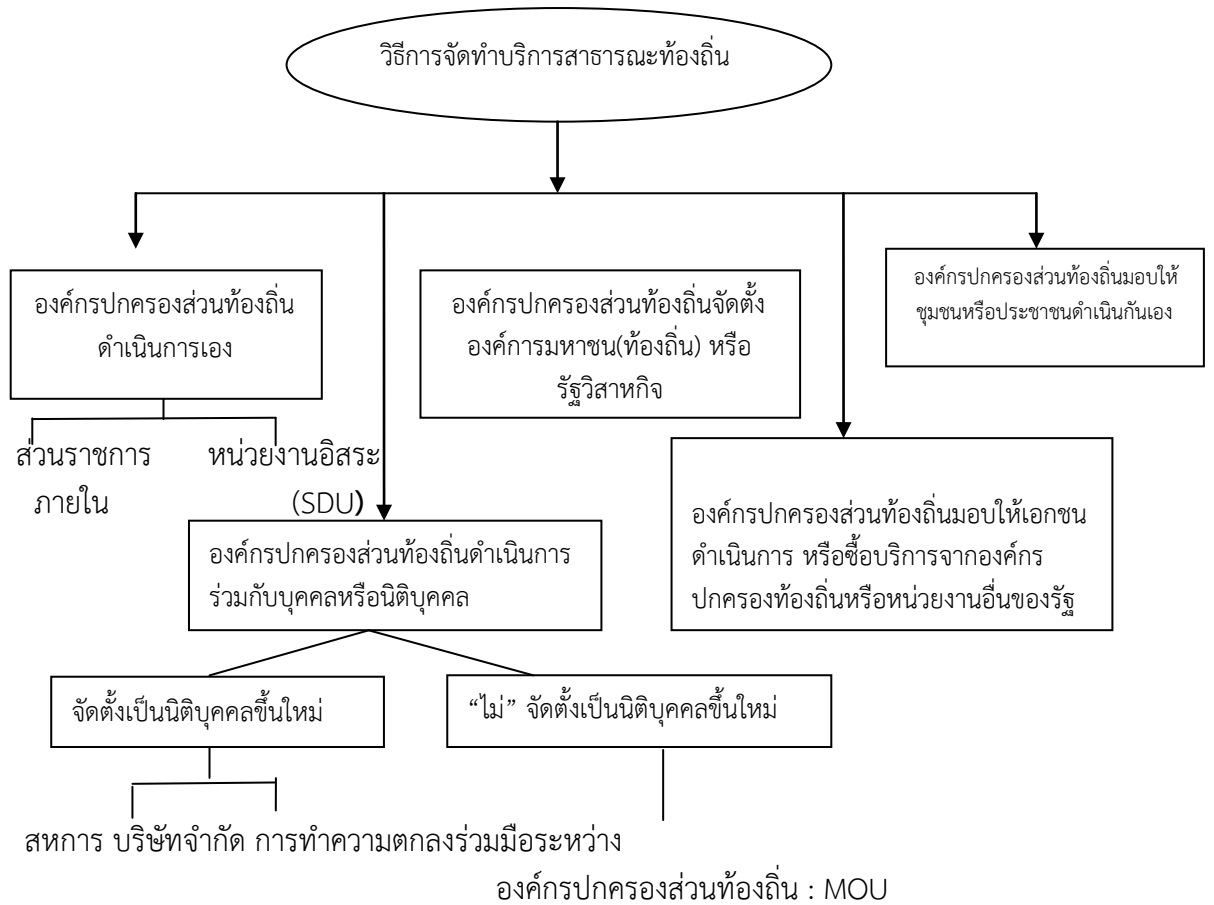 วิธีการจัดทำบริการสาธารณะท้องถิ่น
องค์กรปกครองส่วนท้องถิ่น
ดำเนินการเอง
องค์กรปกครองส่วนท้องถิ่นจัดตั้ง
องค์การมหาชน(ท้องถิ่น) หรือ
รัฐวิสาหกิจ
องค์กรปกครองส่วนท้องถิ่นมอบให้
ชุมชนหรือประชาชนดำเนินกันเอง
ส่วนราชการ
ภายใน
หน่วยงานอิสระ
(SDU)
องค์กรปกครองส่วนท้องถิ่นดำเนินการ
ร่วมกับบุคคลหรือนิติบุคคล
องค์กรปกครองส่วนท้องถิ่นมอบให้เอกชน
ดำเนินการ หรือซื้อบริการจากองค์กร
ปกครองท้องถิ่นหรือหน่วยงานอื่นของรัฐ
จัดตั้งเป็นนิติบุคคลขึ้นใหม่
“ไม่” จัดตั้งเป็นนิติบุคคลขึ้นใหม่
สหการ บริษัทจำกัด การทำความตกลงร่วมมือระหว่าง
องค์กรปกครองส่วนท้องถิ่น : MOU